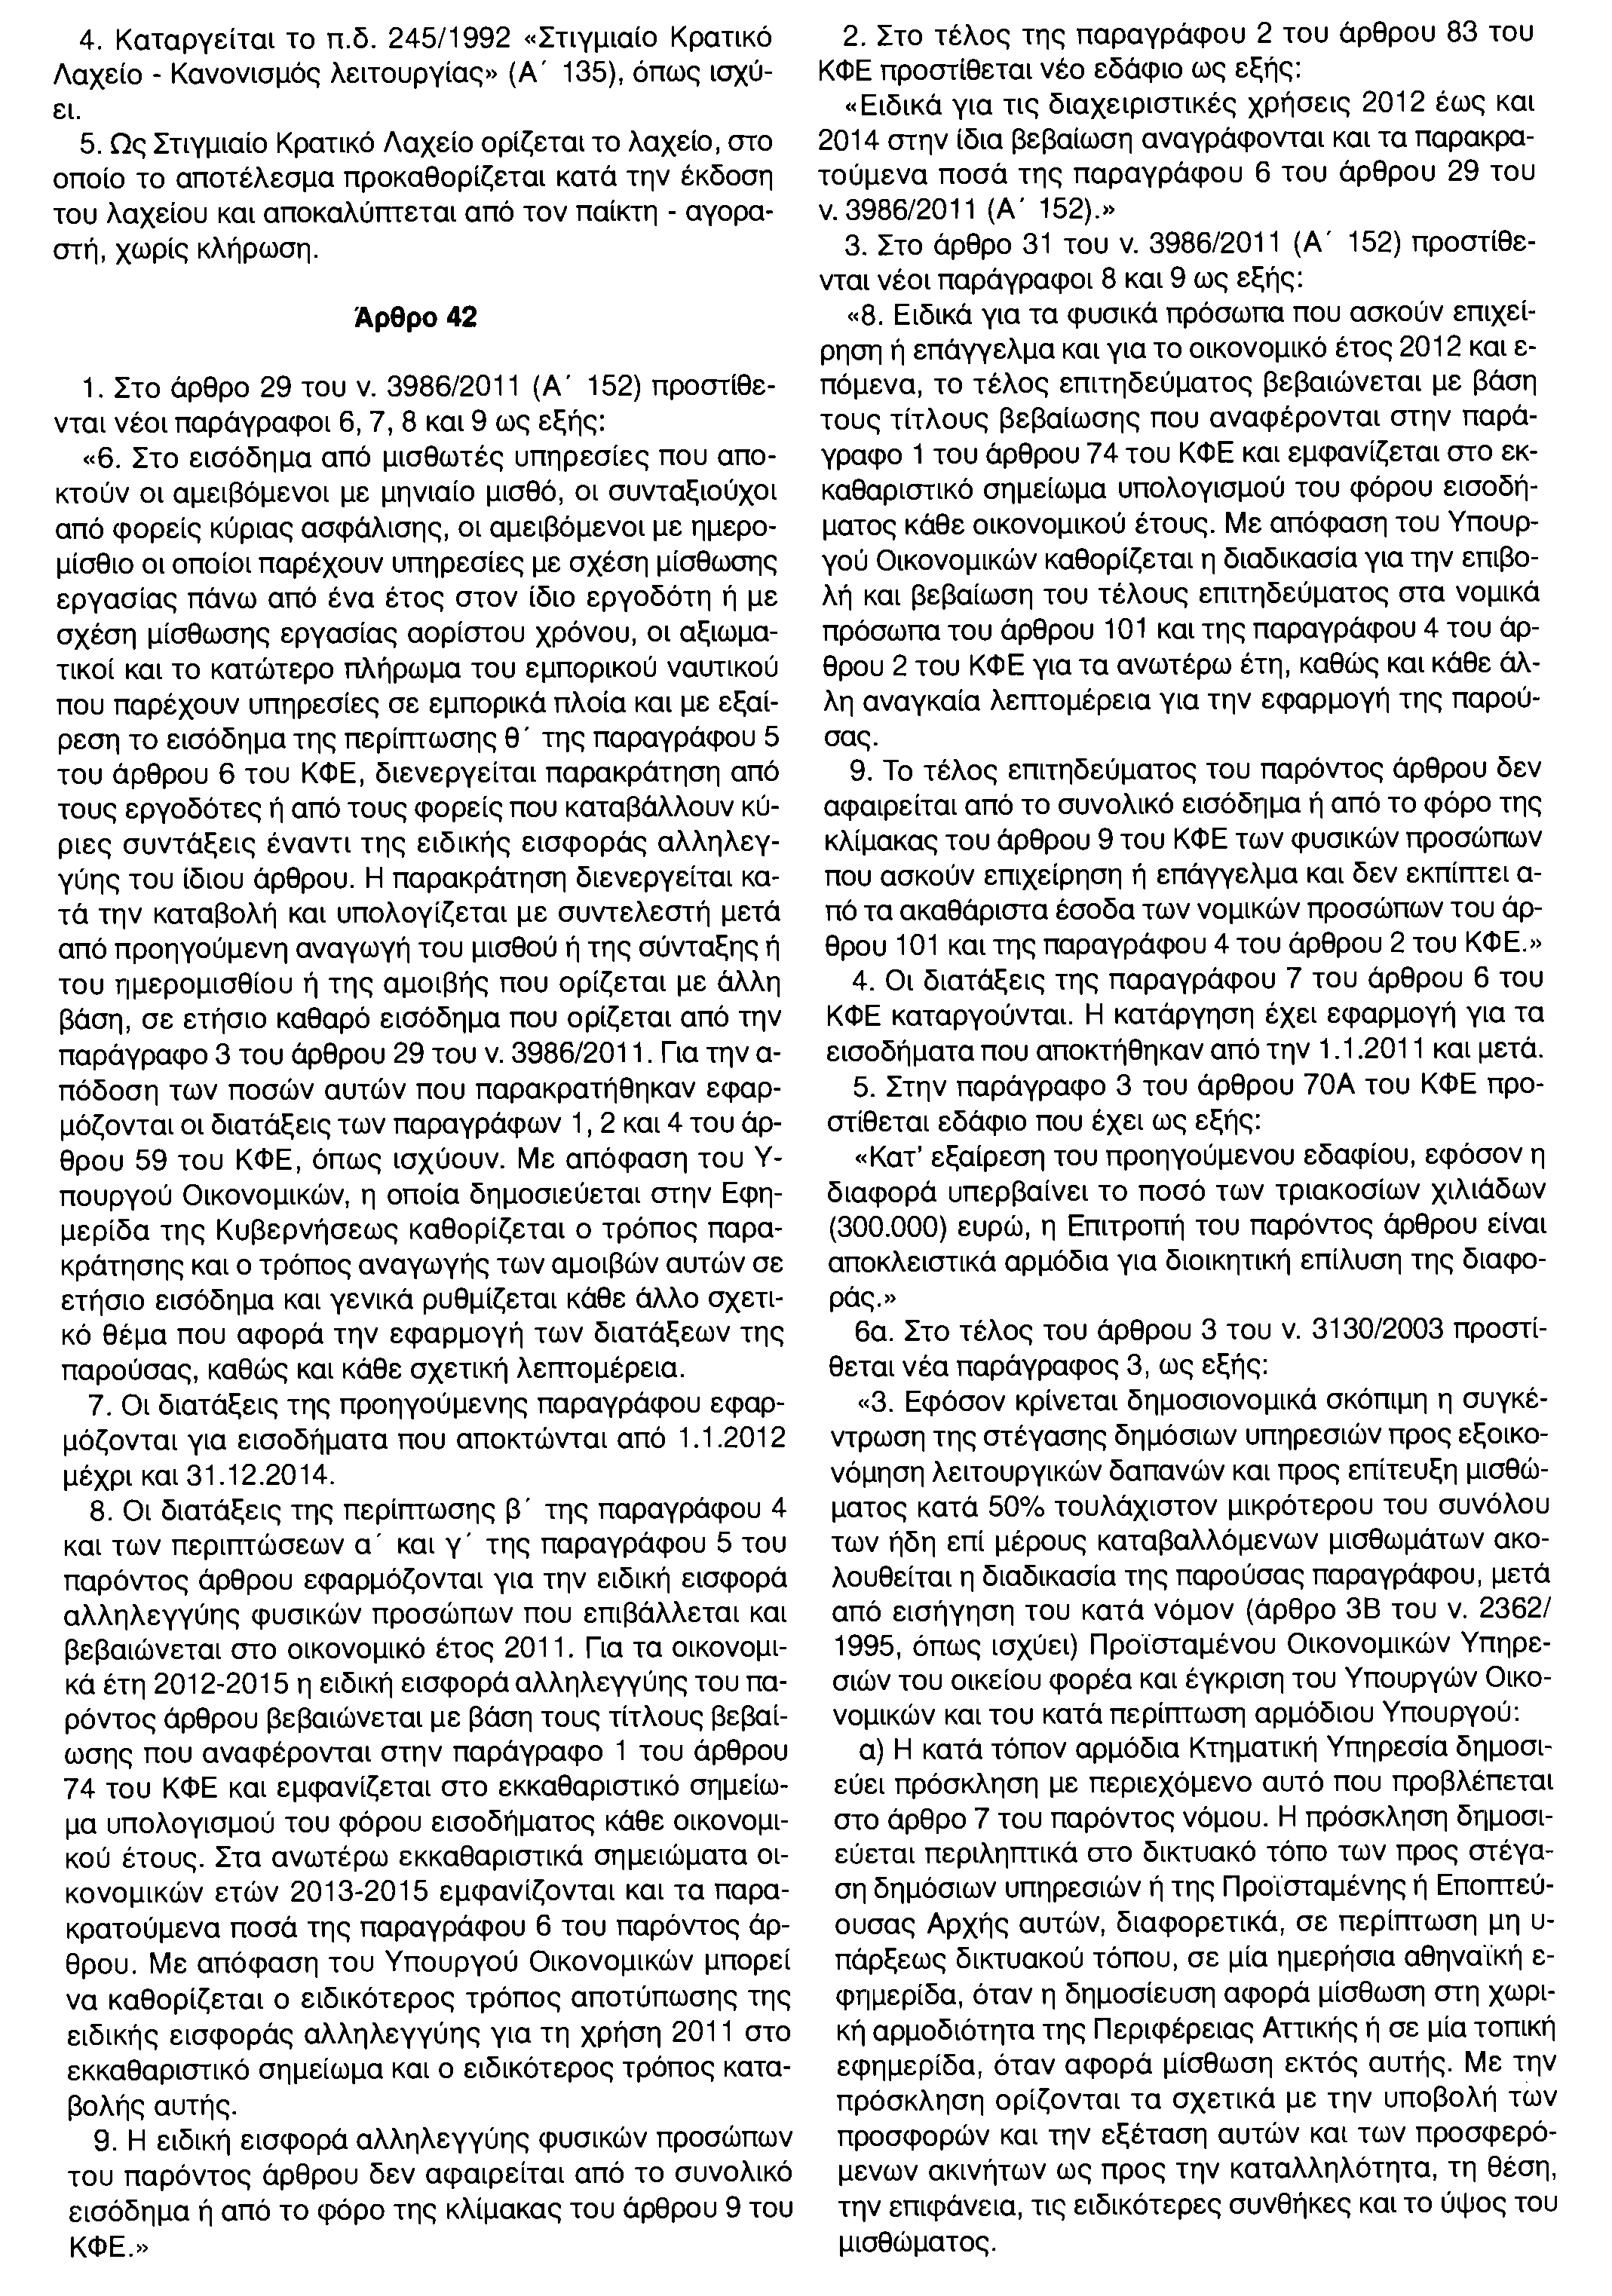 4. Καταργείται το π.δ. 245/1992 «Στιγμιαίο Κρατικό
Λαχείο - Κανονισμός λειτουργίας» (Α΄ 135), όπως ισχύ-
ει.
5. Ως Στιγμιαίο Κρατικό Λαχείο ορίζεται το λαχείο, στο
οποίο το αποτέλεσμα προκαθορίζεται κατά την έκδοση
του λαχείου και αποκαλύπτεται από τον παίκτη - αγορα-
στή, χωρίς κλήρωση.
Άρθρο 42
1. Στο άρθρο 29 του ν. 3986/2011 (Α΄ 152) προστίθε-
νται νέοι παράγραφοι 6, 7, 8 και 9 ως εξής:
«6. Στο εισόδημα από μισθωτές υπηρεσίες που απο-
κτούν οι αμειβόμενοι με μηνιαίο μισθό, οι συνταξιούχοι
από φορείς κύριας ασφάλισης, οι αμειβόμενοι με ημερο-
μίσθιο οι οποίοι παρέχουν υπηρεσίες με σχέση μίσθωσης
εργασίας πάνω από ένα έτος στον ίδιο εργοδότη ή με
σχέση μίσθωσης εργασίας αορίστου χρόνου, οι αξιωμα-
τικοί και το κατώτερο πλήρωμα του εμπορικού ναυτικού
που παρέχουν υπηρεσίες σε εμπορικά πλοία και με εξαί-
ρεση το εισόδημα της περίπτωσης θ΄ της παραγράφου 5
του άρθρου 6 του ΚΦΕ, διενεργείται παρακράτηση από
τους εργοδότες ή από τους φορείς που καταβάλλουν κύ-
ριες συντάξεις έναντι της ειδικής εισφοράς αλληλεγ-
γύης του ίδιου άρθρου. Η παρακράτηση διενεργείται κα-
τά την καταβολή και υπολογίζεται με συντελεστή μετά
από προηγούμενη αναγωγή του μισθού ή της σύνταξης ή
του ημερομισθίου ή της αμοιβής που ορίζεται με άλλη
βάση, σε ετήσιο καθαρό εισόδημα που ορίζεται από την
παράγραφο 3 του άρθρου 29 του ν. 3986/2011. Για την α-
πόδοση των ποσών αυτών που παρακρατήθηκαν εφαρ-
μόζονται οι διατάξεις των παραγράφων 1, 2 και 4 του άρ-
θρου 59 του ΚΦΕ, όπως ισχύουν. Με απόφαση του Υ-
πουργού Οικονομικών, η οποία δημοσιεύεται στην Εφη-
μερίδα της Κυβερνήσεως καθορίζεται ο τρόπος παρα-
κράτησης και ο τρόπος αναγωγής των αμοιβών αυτών σε
ετήσιο εισόδημα και γενικά ρυθμίζεται κάθε άλλο σχετι-
κό θέμα που αφορά την εφαρμογή των διατάξεων της
παρούσας, καθώς και κάθε σχετική λεπτομέρεια.
7. Οι διατάξεις της προηγούμενης παραγράφου εφαρ-
μόζονται για εισοδήματα που αποκτώνται από 1.1.2012
μέχρι και 31.12.2014.
8. Οι διατάξεις της περίπτωσης β΄ της παραγράφου 4
και των περιπτώσεων α΄ και γ΄ της παραγράφου 5 του
παρόντος άρθρου εφαρμόζονται για την ειδική εισφορά
αλληλεγγύης φυσικών προσώπων που επιβάλλεται και
βεβαιώνεται στο οικονομικό έτος 2011. Για τα οικονομι-
κά έτη 2012-2015 η ειδική εισφορά αλληλεγγύης του πα-
ρόντος άρθρου βεβαιώνεται με βάση τους τίτλους βεβαί-
ωσης που αναφέρονται στην παράγραφο 1 του άρθρου
74 του ΚΦΕ και εμφανίζεται στο εκκαθαριστικό σημείω-
μα υπολογισμού του φόρου εισοδήματος κάθε οικονομι-
κού έτους. Στα ανωτέρω εκκαθαριστικά σημειώματα οι-
κονομικών ετών 2013-2015 εμφανίζονται και τα παρα-
κρατούμενα ποσά της παραγράφου 6 του παρόντος άρ-
θρου. Με απόφαση του Υπουργού Οικονομικών μπορεί
να καθορίζεται ο ειδικότερος τρόπος αποτύπωσης της
ειδικής εισφοράς αλληλεγγύης για τη χρήση 2011 στο
εκκαθαριστικό σημείωμα και ο ειδικότερος τρόπος κατα-
βολής αυτής.
9. Η ειδική εισφορά αλληλεγγύης φυσικών προσώπων
του παρόντος άρθρου δεν αφαιρείται από το συνολικό
εισόδημα ή από το φόρο της κλίμακας του άρθρου 9 του
ΚΦΕ.»
2. Στο τέλος της παραγράφου 2 του άρθρου 83 του
ΚΦΕ προστίθεται νέο εδάφιο ως εξής:
«Ειδικά για τις διαχειριστικές χρήσεις 2012 έως και
2014 στην ίδια βεβαίωση αναγράφονται και τα παρακρα-
τούμενα ποσά της παραγράφου 6 του άρθρου 29 του
ν. 3986/2011 (Α΄ 152).»
3. Στο άρθρο 31 του ν. 3986/2011 (Α΄ 152) προστίθε-
νται νέοι παράγραφοι 8 και 9 ως εξής:
«8. Ειδικά για τα φυσικά πρόσωπα που ασκούν επιχεί-
ρηση ή επάγγελμα και για το οικονομικό έτος 2012 και ε-
πόμενα, το τέλος επιτηδεύματος βεβαιώνεται με βάση
τους τίτλους βεβαίωσης που αναφέρονται στην παρά-
γραφο 1 του άρθρου 74 του ΚΦΕ και εμφανίζεται στο εκ-
καθαριστικό σημείωμα υπολογισμού του φόρου εισοδή-
ματος κάθε οικονομικού έτους. Με απόφαση του Υπουρ-
γού Οικονομικών καθορίζεται η διαδικασία για την επιβο-
λή και βεβαίωση του τέλους επιτηδεύματος στα νομικά
πρόσωπα του άρθρου 101 και της παραγράφου 4 του άρ-
θρου 2 του ΚΦΕ για τα ανωτέρω έτη, καθώς και κάθε άλ-
λη αναγκαία λεπτομέρεια για την εφαρμογή της παρού-
σας.
9. Το τέλος επιτηδεύματος του παρόντος άρθρου δεν
αφαιρείται από το συνολικό εισόδημα ή από το φόρο της
κλίμακας του άρθρου 9 του ΚΦΕ των φυσικών προσώπων
που ασκούν επιχείρηση ή επάγγελμα και δεν εκπίπτει α-
πό τα ακαθάριστα έσοδα των νομικών προσώπων του άρ-
θρου 101 και της παραγράφου 4 του άρθρου 2 του ΚΦΕ.»
4. Οι διατάξεις της παραγράφου 7 του άρθρου 6 του
ΚΦΕ καταργούνται. Η κατάργηση έχει εφαρμογή για τα
εισοδήματα που αποκτήθηκαν από την 1.1.2011 και μετά.
5. Στην παράγραφο 3 του άρθρου 70Α του ΚΦΕ προ-
στίθεται εδάφιο που έχει ως εξής:
«Κατ’ εξαίρεση του προηγούμενου εδαφίου, εφόσον η
διαφορά υπερβαίνει το ποσό των τριακοσίων χιλιάδων
(300.000) ευρώ, η Επιτροπή του παρόντος άρθρου είναι
αποκλειστικά αρμόδια για διοικητική επίλυση της διαφο-
ράς.»
6α. Στο τέλος του άρθρου 3 του ν. 3130/2003 προστί-
θεται νέα παράγραφος 3, ως εξής:
«3. Εφόσον κρίνεται δημοσιονομικά σκόπιμη η συγκέ-
ντρωση της στέγασης δημόσιων υπηρεσιών προς εξοικο-
νόμηση λειτουργικών δαπανών και προς επίτευξη μισθώ-
ματος κατά 50% τουλάχιστον μικρότερου του συνόλου
των ήδη επί μέρους καταβαλλόμενων μισθωμάτων ακο-
λουθείται η διαδικασία της παρούσας παραγράφου, μετά
από εισήγηση του κατά νόμον (άρθρο 3Β του ν. 2362/
1995, όπως ισχύει) Προϊσταμένου Οικονομικών Υπηρε-
σιών του οικείου φορέα και έγκριση του Υπουργών Οικο-
νομικών και του κατά περίπτωση αρμόδιου Υπουργού:
α) Η κατά τόπον αρμόδια Κτηματική Υπηρεσία δημοσι-
εύει πρόσκληση με περιεχόμενο αυτό που προβλέπεται
στο άρθρο 7 του παρόντος νόμου. Η πρόσκληση δημοσι-
εύεται περιληπτικά στο δικτυακό τόπο των προς στέγα-
ση δημόσιων υπηρεσιών ή της Προϊσταμένης ή Εποπτεύ-
ουσας Αρχής αυτών, διαφορετικά, σε περίπτωση μη υ-
πάρξεως δικτυακού τόπου, σε μία ημερήσια αθηναϊκή ε-
φημερίδα, όταν η δημοσίευση αφορά μίσθωση στη χωρι-
κή αρμοδιότητα της Περιφέρειας Αττικής ή σε μία τοπική
εφημερίδα, όταν αφορά μίσθωση εκτός αυτής. Με την
πρόσκληση ορίζονται τα σχετικά με την υποβολή των
προσφορών και την εξέταση αυτών και των προσφερό-
μενων ακινήτων ως προς την καταλληλότητα, τη θέση,
την επιφάνεια, τις ειδικότερες συνθήκες και το ύψος του
μισθώματος.